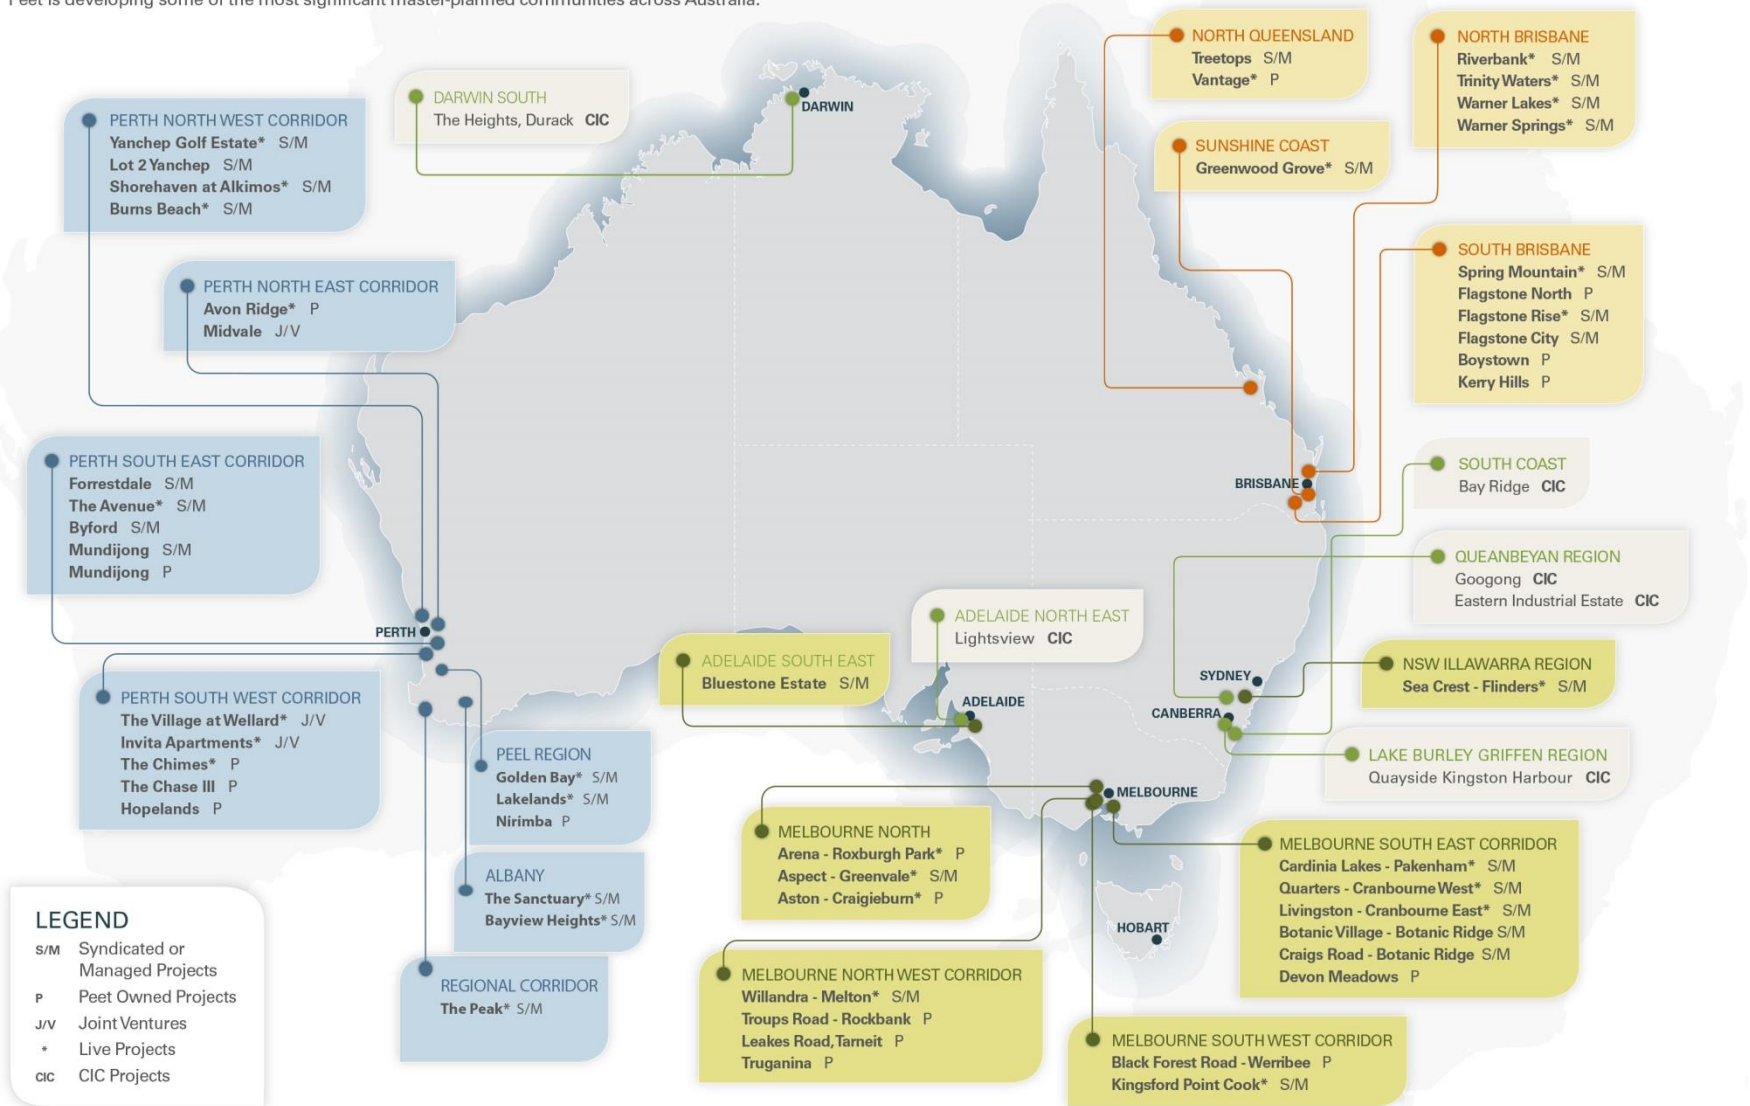 Peet is developing some of the most significant master-planned communities across Australia.
NORTH QUEENSLAND
Treetops S/M
Vantage* P
NORTH BRISBANE
Riverbank* S/M
Trinity Waters* S/M
Warner Lakes* S/M
Warner Springs* S/M
DARWIN SOUTH
The Heights, Durack CIC
DARWIN
PERTH NORTH WEST CORRIDOR
Yanchep Golf Estate* S/M
Lot 2 Yanchep S/M
Shorehaven at Alkimos* S/M
Burns Beach* S/M
SUNSHINE COAST
Greenwood Grove* S/M
SOUTH BRISBANE
Spring Mountain* S/M
Flagstone North P
Flagstone Rise* S/M
Flagstone City S/M
Boystown P
Kerry Hills P
PERTH NORTH EAST CORRIDOR
Avon Ridge* P
Midvale J/V
PERTH SOUTH EAST CORRIDOR
Forrestdale S/M
The Avenue* S/M
Byford S/M
Mundijong S/M
Mundijong P
BRISBANE
SOUTH COAST
Bay Ridge CIC
QUEANBEYAN REGION
Googong CIC
Eastern Industrial Estate CIC
PERTH
ADELAIDE NORTH EAST
Lightsview CIC
ADELAIDE SOUTH EAST
Bluestone Estate S/M
ADELAIDE
SYDNEY
CANBERRA
NSW ILLAWARRA REGION
Sea Crest - Flinders* S/M
PERTH SOUTH WEST CORRIDOR
The Village at Wellard* J/V
Invita Apartments* J/V
The Chimes* P
The Chase III P
Hopelands P
PEEL REGION
Golden Bay* S/M
Lakelands* S/M
Nirimba P
LAKE BURLEY GRIFFEN REGION
Quayside Kingston Harbour CIC
MELBOURNE
MELBOURNE NORTH
Arena - Roxburgh Park* P
Aspect - Greenvale* S/M
Aston - Craigieburn* P
MELBOURNE SOUTH EAST CORRIDOR
Cardinia Lakes - Pakenham* S/M
Quarters - Cranbourne West* S/M
Livingston - Cranbourne East* S/M
Botanic Village - Botanic Ridge S/M
Craigs Road - Botanic Ridge S/M
Devon Meadows P
ALBANY
The Sanctuary* S/M
Bayview Heights* S/M
HOBART
LEGEND
S/M Syndicated or
Managed Projects
P Peet Owned Projects
J/V Joint Ventures
* Live Projects
CIC CIC Projects
REGIONAL CORRIDOR
The Peak* S/M
MELBOURNE NORTH WEST CORRIDOR
Willandra - Melton* S/M
Troups Road - Rockbank P
Leakes Road, Tarneit P
Truganina P
MELBOURNE SOUTH WEST CORRIDOR
Black Forest Road - Werribee P
Kingsford Point Cook* S/M